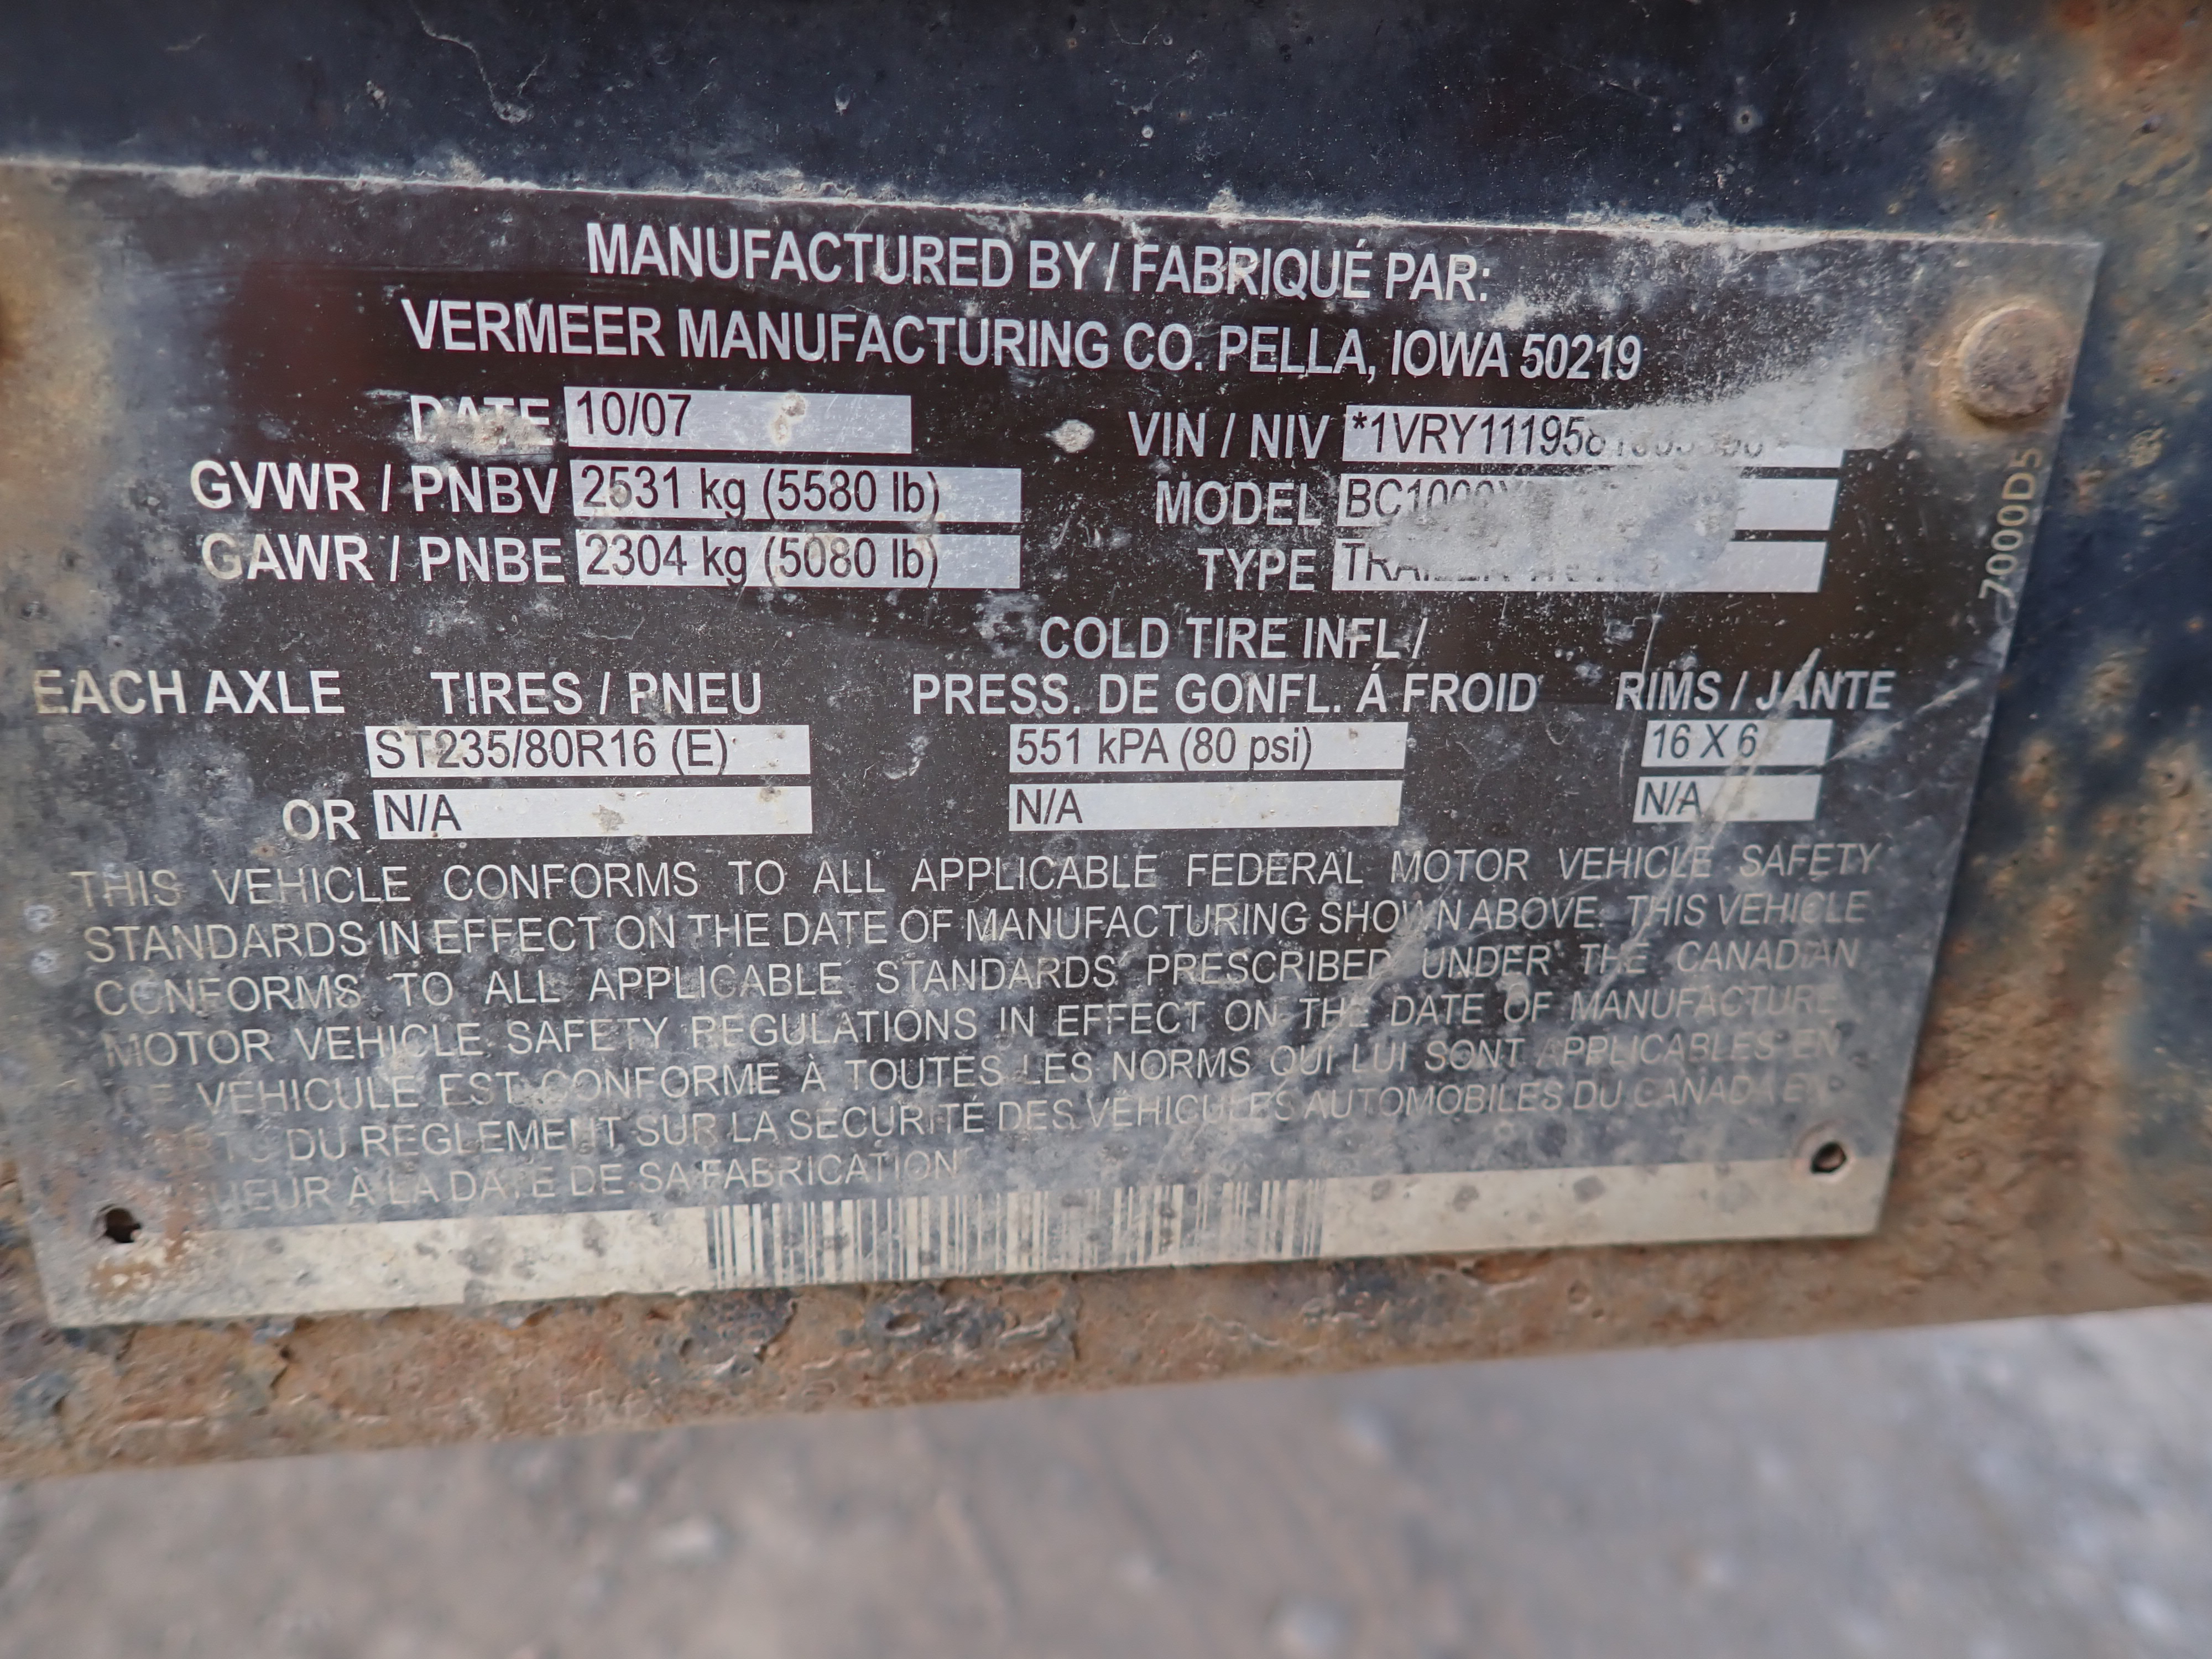 MANUFACTURED BY / FABRIQUÉ PAR:
VERMEER MANUFACTURING CO. PELLA, IOWA 50219
DATE 10/07
VIN / NIV
GVWR / PNBV 2531 kg (5580 lb)
MODEL
GAWR / PNBE 2304 kg (5080 lb)
TYPE TRAILER
7000D5
COLD TIRE INFL /
EACH AXLE TIRES / PNEU PRESS. DE GONFL. Á FROID RIMS / JANTE
ST235/80R16 (E) 551 kPA (80 psi) 16 X 6
OR N/A N/A N/A
THIS VEHICLE CONFORMS TO ALL APPLICABLE FEDERAL MOTOR VEHICLE SAFETY
STANDARDS IN EFFECT ON THE DATE OF MANUFACTURING SHOWN ABOVE. THIS VEHICLE
CONFORMS TO ALL APPLICABLE STANDARDS PRESCRIBED UNDER THE CANADIAN
MOTOR VEHICLE SAFETY REGULATIONS IN EFFECT ON THE DATE OF MANUFACTURE
VEHICULE EST CONFORME À TOUTES LES NORMS QUI LUI SONT APPLICABLES EN
DU REGLEMENT SUR LA SECURITÉ DES VEHICULES AUTOMOBILES DU CANADA EN
À LA DATE DE SA FABRICATION